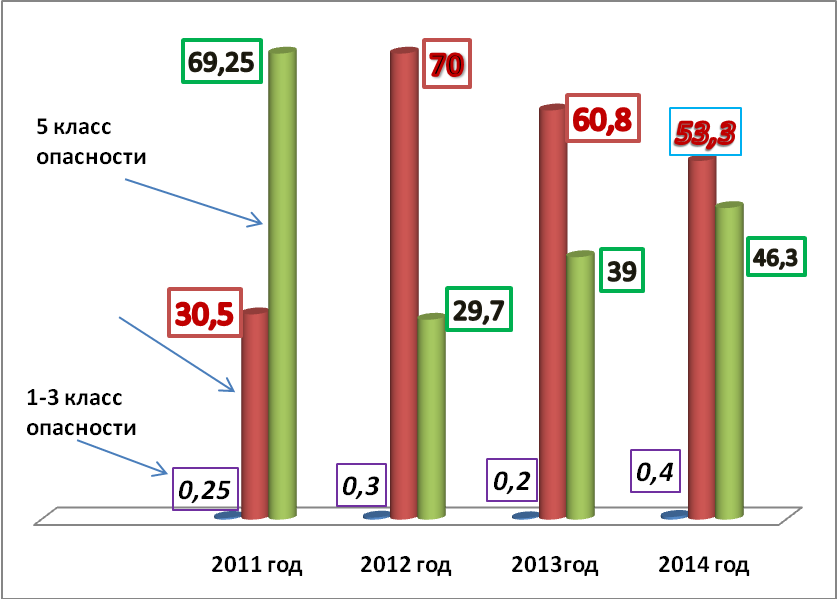 69,25
70
60,8
53,3
5 класс
опасности
46,3
39
30,5
29,7
1-3 класс
опасности
0,25
0,3
0,2
0,4
2011 год
2012 год
2013год
2014 год